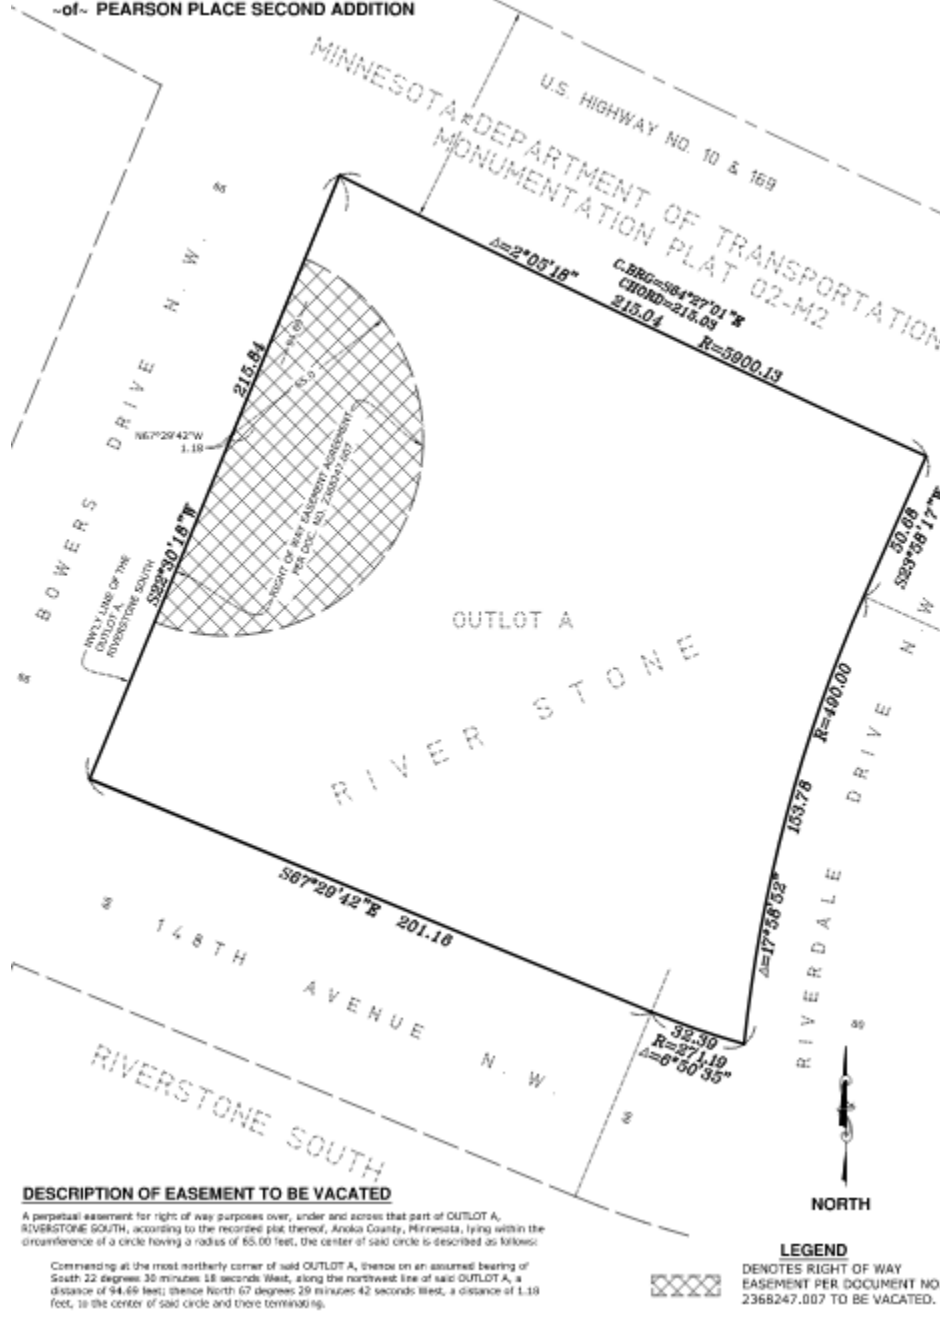 ~of~ PEARSON PLACE SECOND ADDITION
U.S. HIGHWAY NO. 10 & 169
MINNESOTA DEPARTMENT OF TRANSPORTATION
MONUMENTATION PLAT 02-M2
Δ=2°05'18"
C.BRG=S64°27'01"E
CHORD=215.03
215.04
R=5900.13
BOWERS DRIVE N.W.
215.84
94.69
65.0
N67°29'42"W
1.18
S22°30'18"W
RIGHT OF WAY EASEMENT AGREEMENT
PER DOC. NO. 2368247.007
NW'LY LINE OF THE
OUTLOT A,
RIVERSTONE SOUTH
50.68
S23°58'17"W
OUTLOT A
RIVER STONE
R=490.00
153.78
Δ=17°58'52"
RIVERDALE DRIVE N.W.
S67°29'42"E 201.16
148TH AVENUE N.W.
32.39
R=271.19
Δ=6°50'35"
RIVERSTONE SOUTH
NORTH
DESCRIPTION OF EASEMENT TO BE VACATED
A perpetual easement for right of way purposes over, under and across that part of OUTLOT A,
RIVERSTONE SOUTH, according to the recorded plat thereof, Anoka County, Minnesota, lying within the
circumference of a circle having a radius of 65.00 feet, the center of said circle is described as follows:
Commencing at the most northerly corner of said OUTLOT A, thence on an assumed bearing of
South 22 degrees 30 minutes 18 seconds West, along the northwest line of said OUTLOT A, a
distance of 94.69 feet; thence North 67 degrees 29 minutes 42 seconds West, a distance of 1.18
feet, to the center of said circle and there terminating.
LEGEND
DENOTES RIGHT OF WAY
EASEMENT PER DOCUMENT NO
2368247.007 TO BE VACATED.